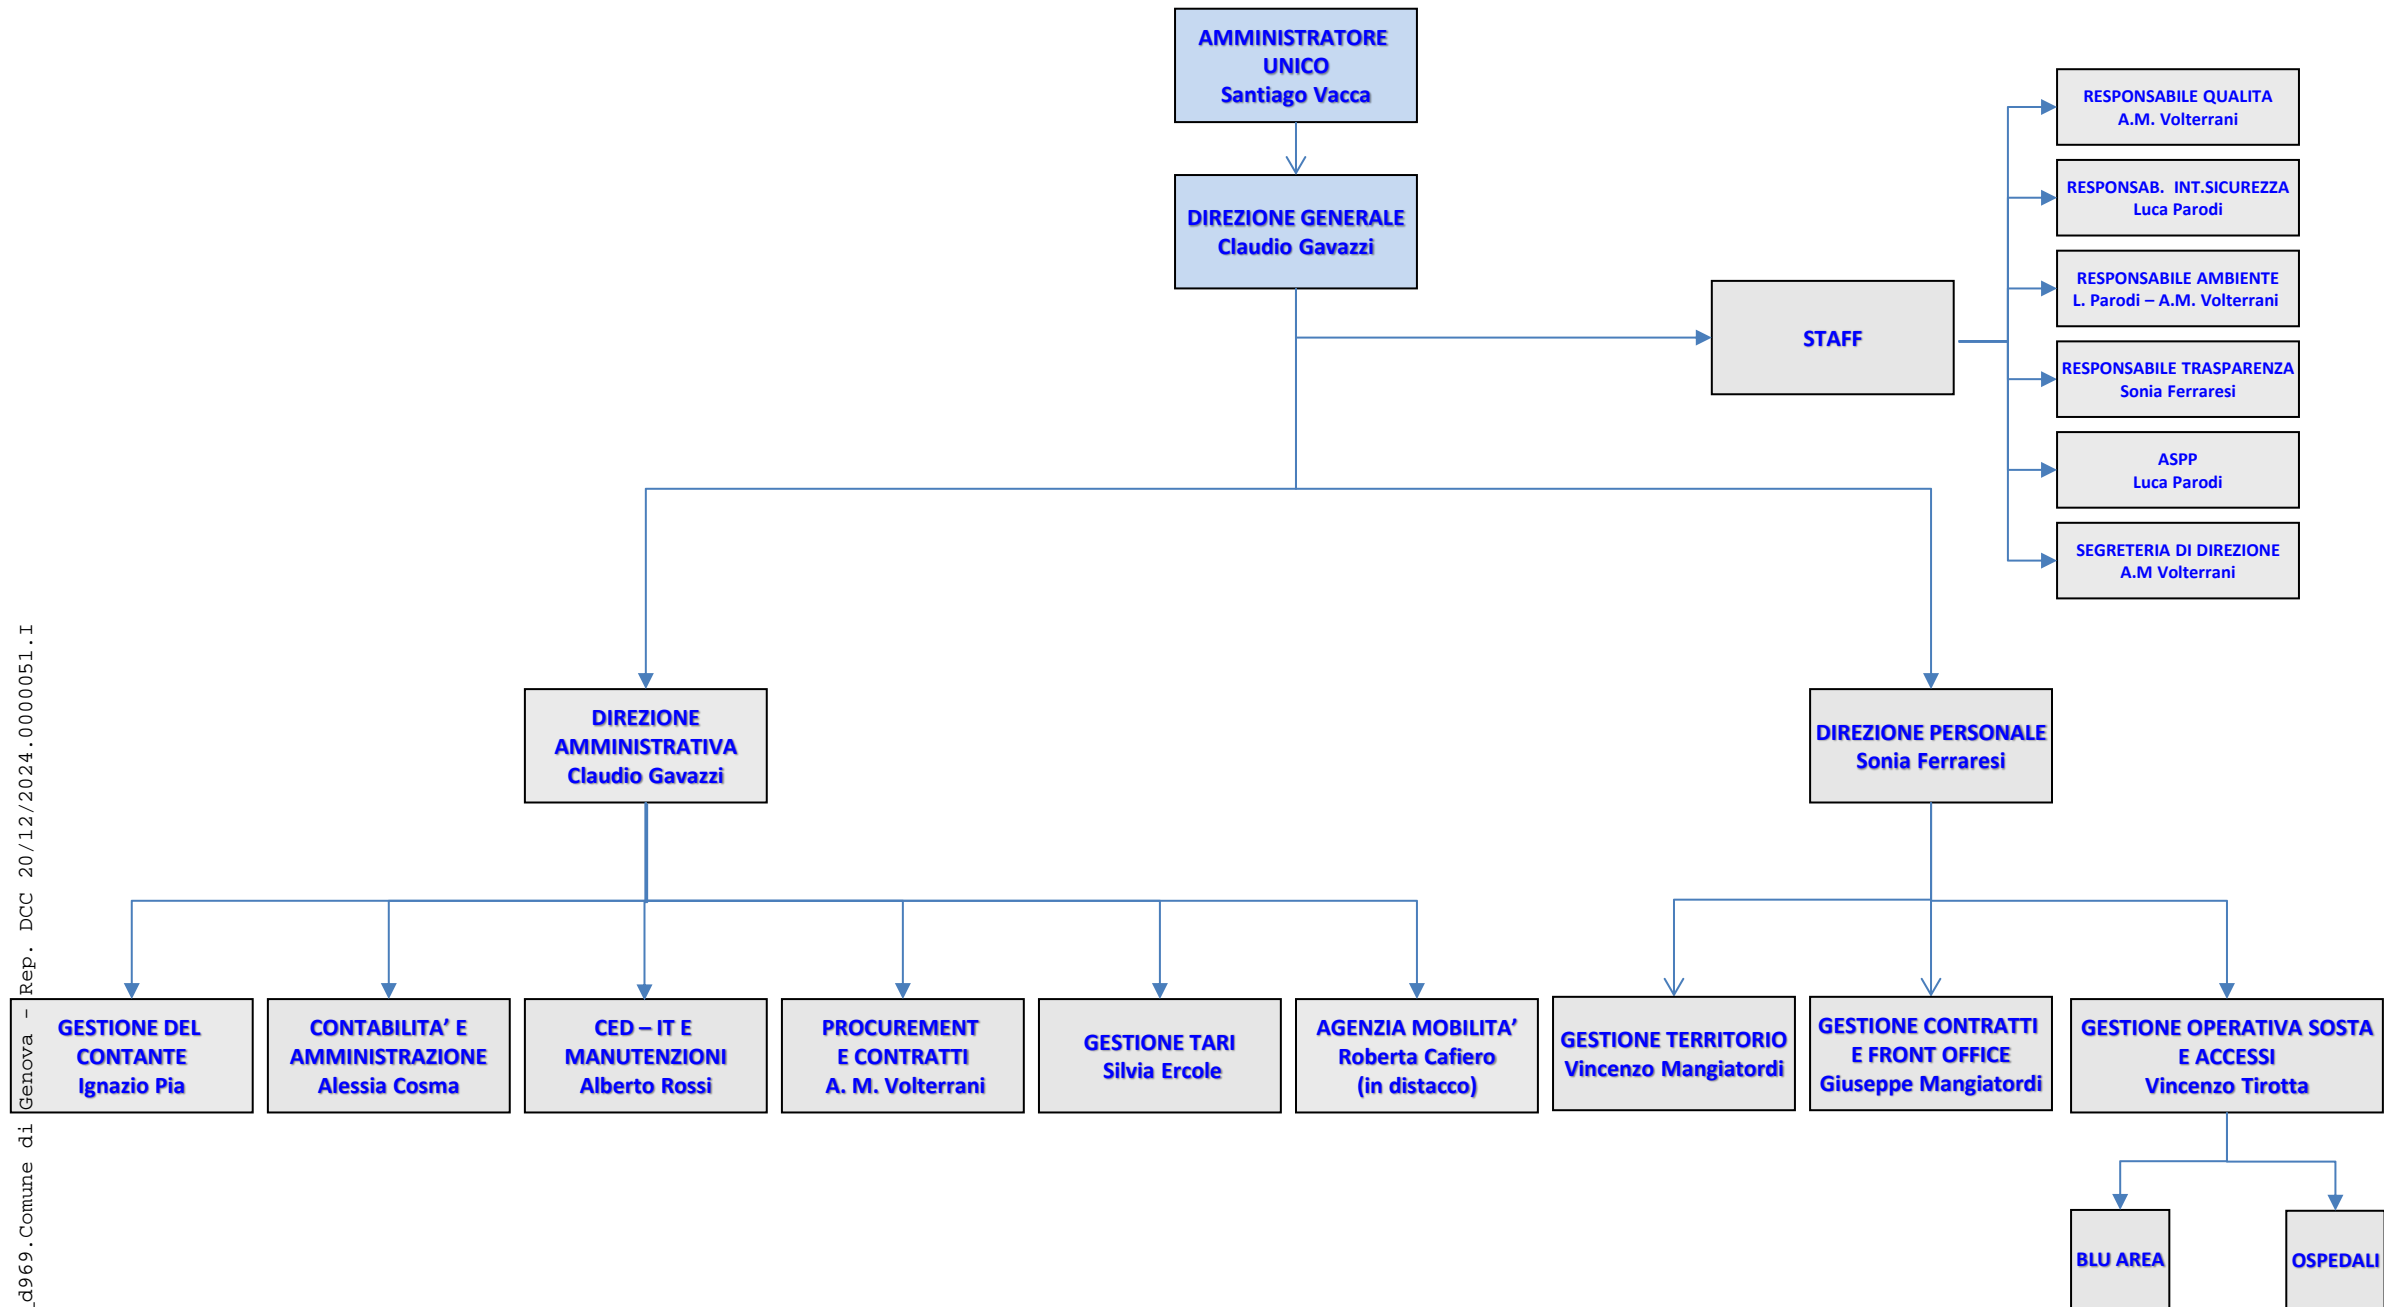 AMMINISTRATORE
UNICO
Santiago Vacca
DIREZIONE GENERALE
Claudio Gavazzi
STAFF
RESPONSABILE QUALITA
A.M. Volterrani
RESPONSAB. INT.SICUREZZA
Luca Parodi
RESPONSABILE AMBIENTE
L. Parodi – A.M. Volterrani
RESPONSABILE TRASPARENZA
Sonia Ferraresi
ASPP
Luca Parodi
SEGRETERIA DI DIREZIONE
A.M Volterrani
DIREZIONE
AMMINISTRATIVA
Claudio Gavazzi
DIREZIONE PERSONALE
Sonia Ferraresi
GESTIONE DEL
CONTANTE
Ignazio Pia
CONTABILITA’ E
AMMINISTRAZIONE
Alessia Cosma
CED – IT E
MANUTENZIONI
Alberto Rossi
PROCUREMENT
E CONTRATTI
A. M. Volterrani
GESTIONE TARI
Silvia Ercole
AGENZIA MOBILITA’
Roberta Cafiero
(in distacco)
GESTIONE TERRITORIO
Vincenzo Mangiatordi
GESTIONE CONTRATTI
E FRONT OFFICE
Giuseppe Mangiatordi
GESTIONE OPERATIVA SOSTA
E ACCESSI
Vincenzo Tirotta
BLU AREA
OSPEDALI
_d969.Comune di Genova - Rep. DCC 20/12/2024.0000051.I